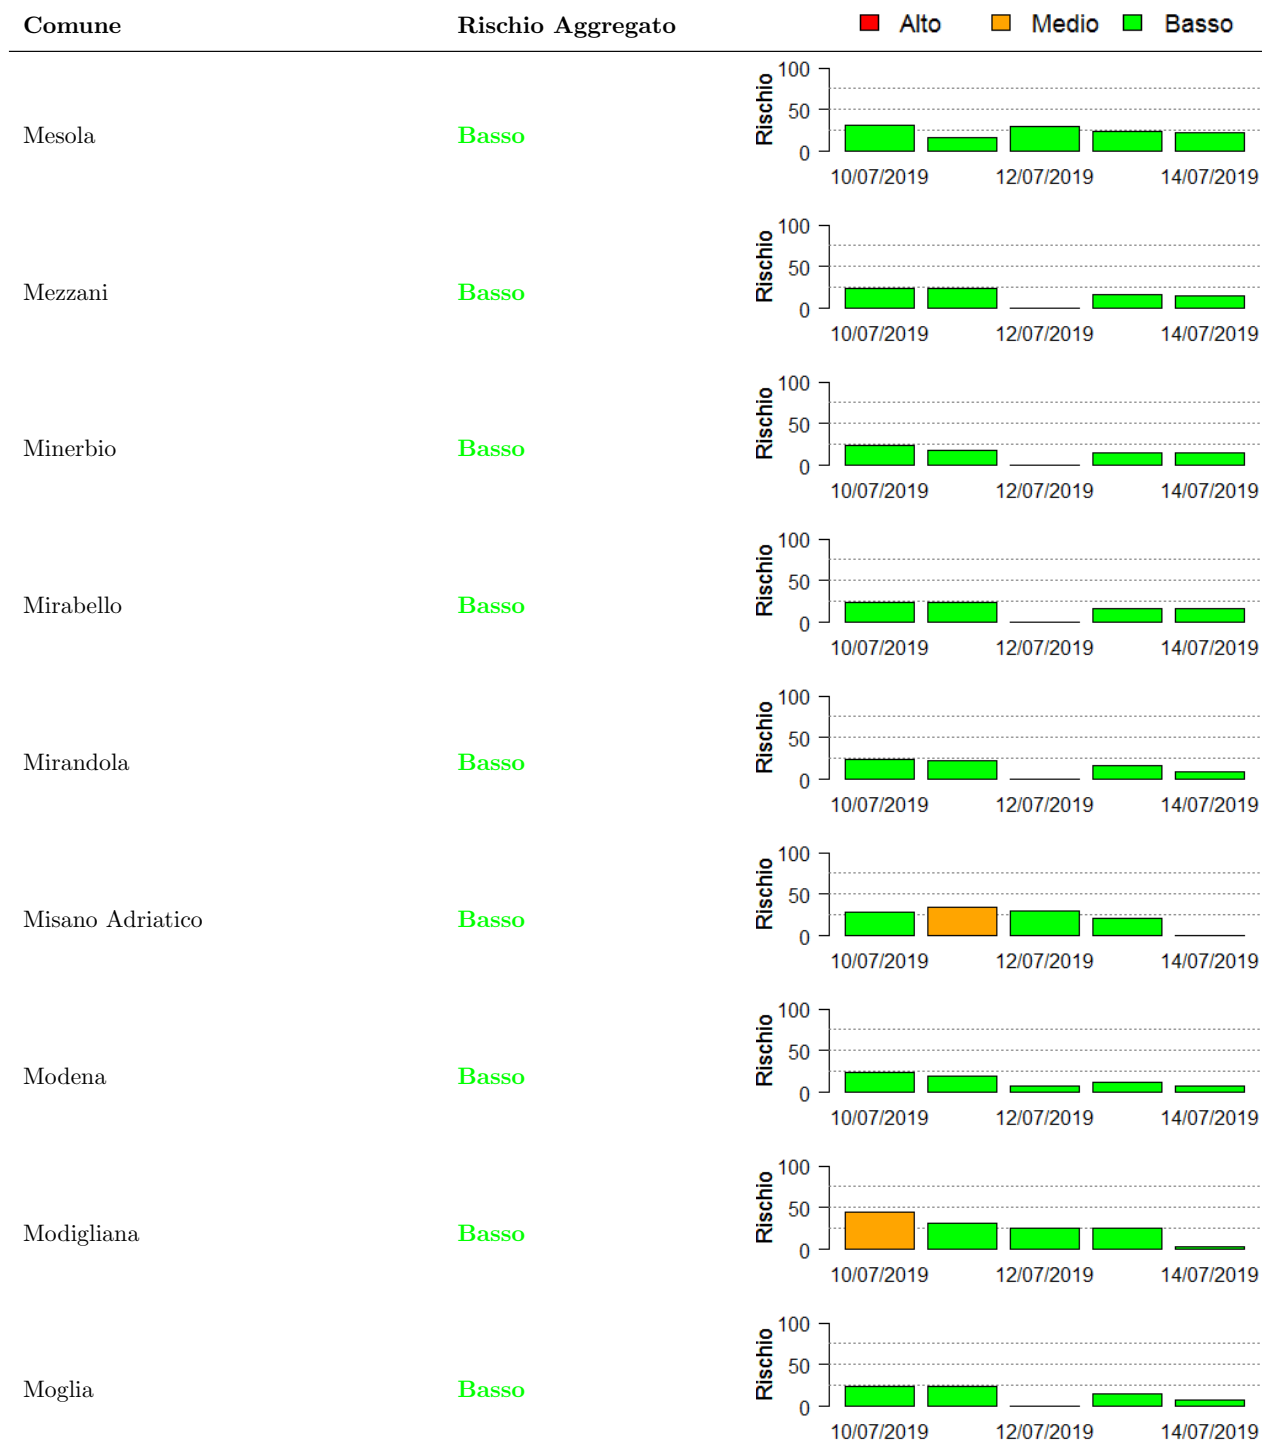 Comune Rischio Aggregato Alto Medio Basso
Mesola Basso Rischio 100 50 0
10/07/2019 12/07/2019 14/07/2019
Mezzani Basso Rischio 100 50 0
10/07/2019 12/07/2019 14/07/2019
Minerbio Basso Rischio 100 50 0
10/07/2019 12/07/2019 14/07/2019
Mirabello Basso Rischio 100 50 0
10/07/2019 12/07/2019 14/07/2019
Mirandola Basso Rischio 100 50 0
10/07/2019 12/07/2019 14/07/2019
Misano Adriatico Basso Rischio 100 50 0
10/07/2019 12/07/2019 14/07/2019
Modena Basso Rischio 100 50 0
10/07/2019 12/07/2019 14/07/2019
Modigliana Basso Rischio 100 50 0
10/07/2019 12/07/2019 14/07/2019
Moglia Basso Rischio 100 50 0
10/07/2019 12/07/2019 14/07/2019